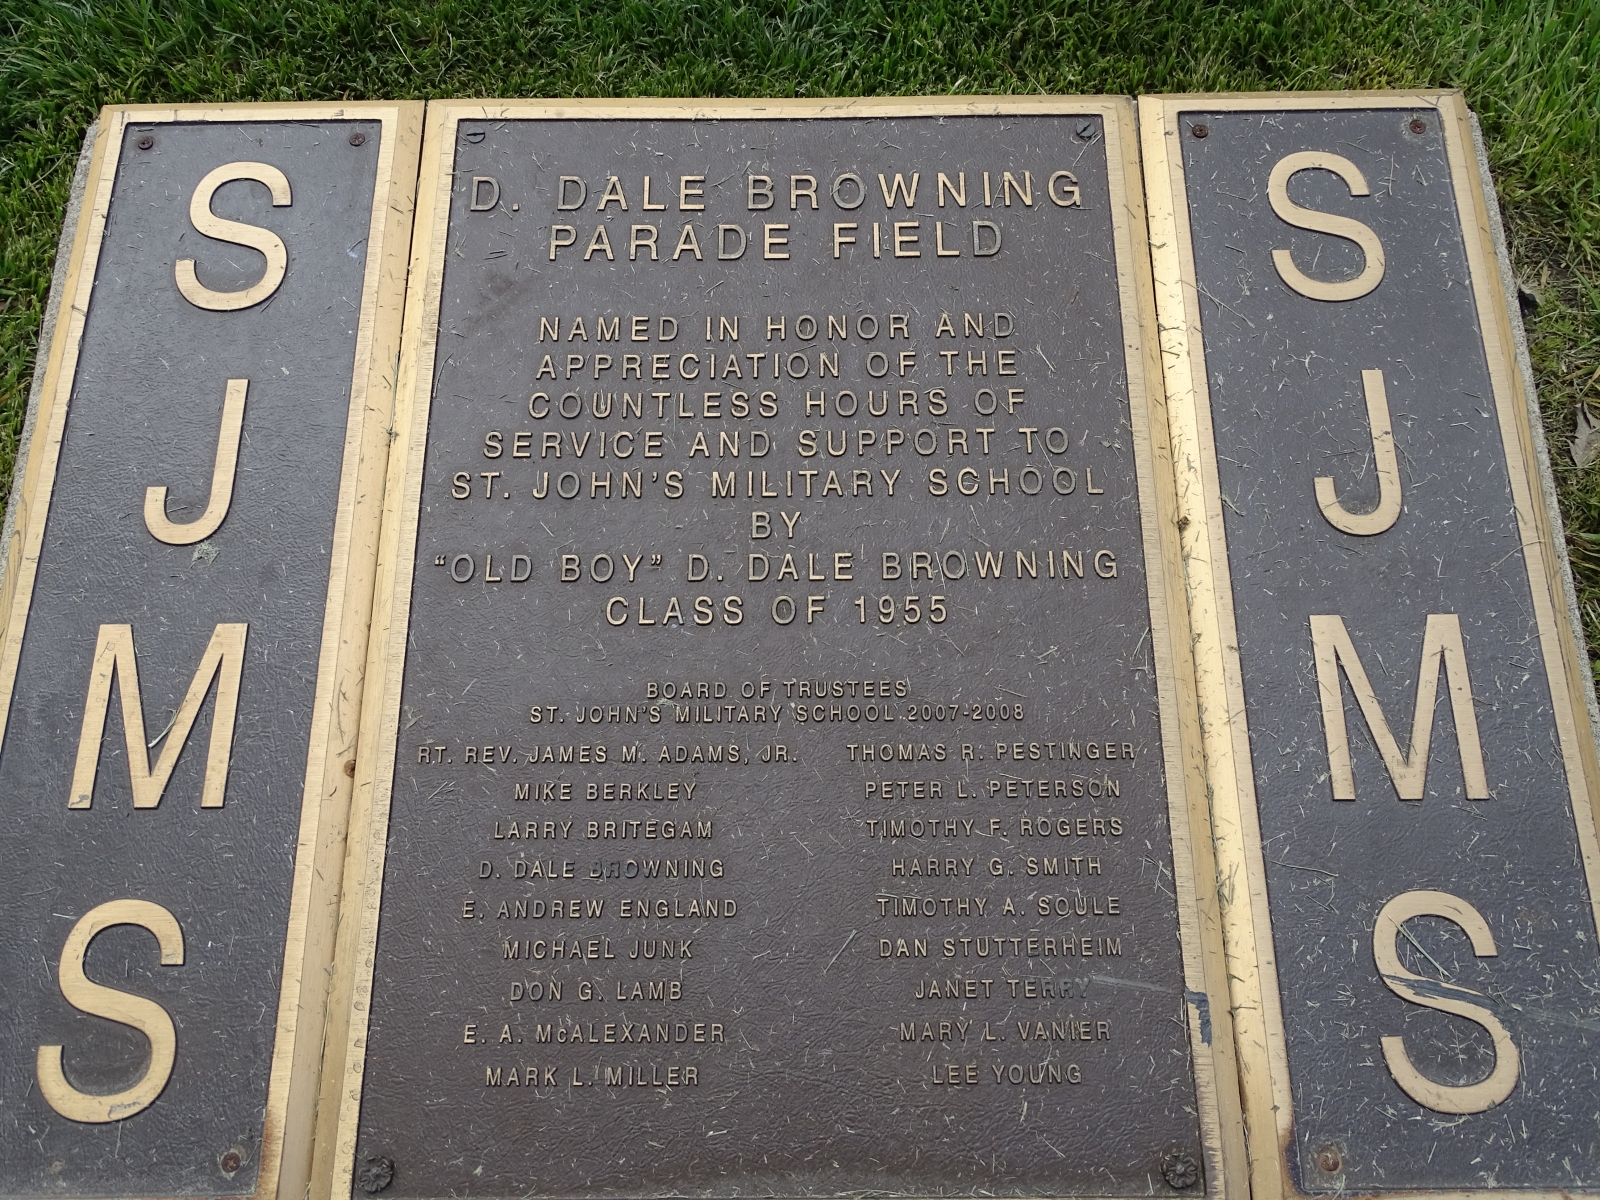 S
J
M
S
D. DALE BROWNING
PARADE FIELD
NAMED IN HONOR AND
APPRECIATION OF THE
COUNTLESS HOURS OF
SERVICE AND SUPPORT TO
ST. JOHN'S MILITARY SCHOOL
BY
"OLD BOY" D. DALE BROWNING
CLASS OF 1955
BOARD OF TRUSTEES
ST. JOHN'S MILITARY SCHOOL 2007-2008
RT. REV. JAMES M. ADAMS, JR.
MIKE BERKLEY
LARRY BRITEGAM
D. DALE BROWNING
E. ANDREW ENGLAND
MICHAEL JUNK
DON G. LAMB
E. A. McALEXANDER
MARK L. MILLER
THOMAS R. PESTINGER
PETER L. PETERSON
TIMOTHY F. ROGERS
HARRY G. SMITH
TIMOTHY A. SOULE
DAN STUTTERHEIM
JANET TERRY
MARY L. VANIER
LEE YOUNG
S
J
M
S